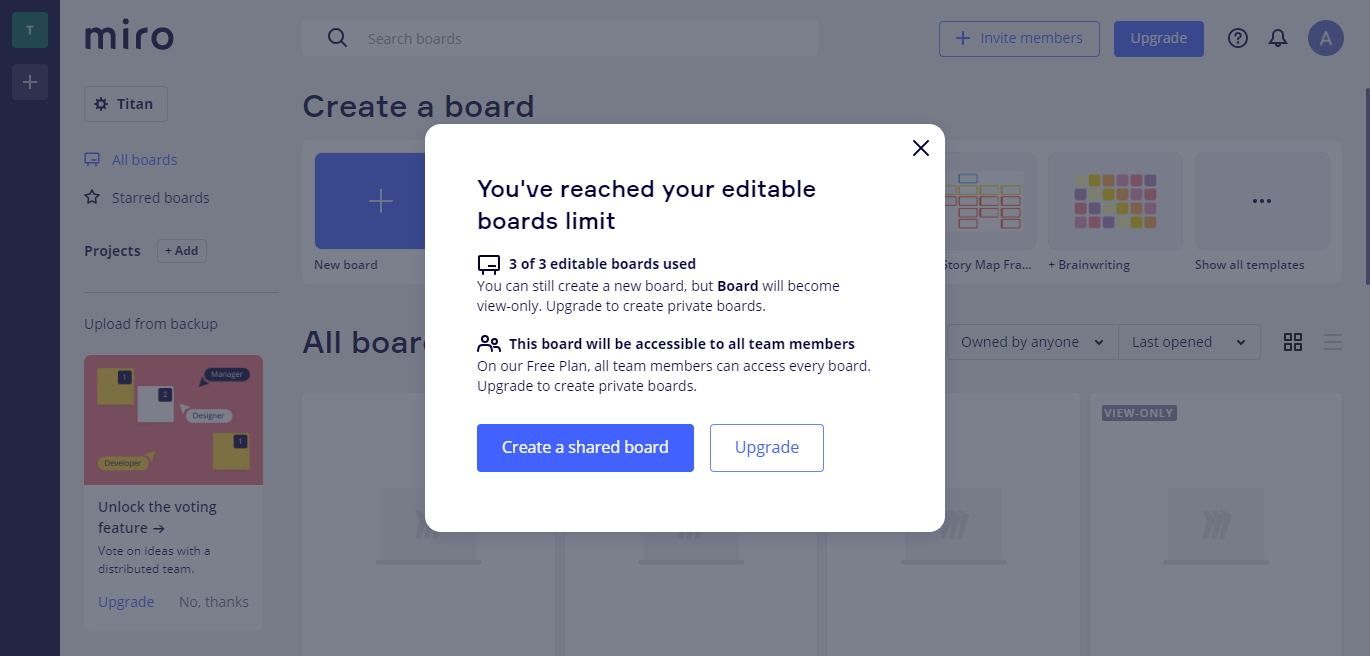 T
miro
Search boards
Invite members
Upgrade
A
Titan
All boards
Starred boards
Projects
+ Add
Upload from backup
1
Manager
2
Designer
1
Developer
Unlock the voting
feature →
Vote on ideas with a
distributed team.
Upgrade
No, thanks
Create a board
New board
Story Map Fra...
+ Brainwriting
Show all templates
All boar
Owned by anyone
Last opened
VIEW-ONLY
You've reached your editable
boards limit
3 of 3 editable boards used
You can still create a new board, but Board will become
view-only. Upgrade to create private boards.
This board will be accessible to all team members
On our Free Plan, all team members can access every board.
Upgrade to create private boards.
Create a shared board
Upgrade